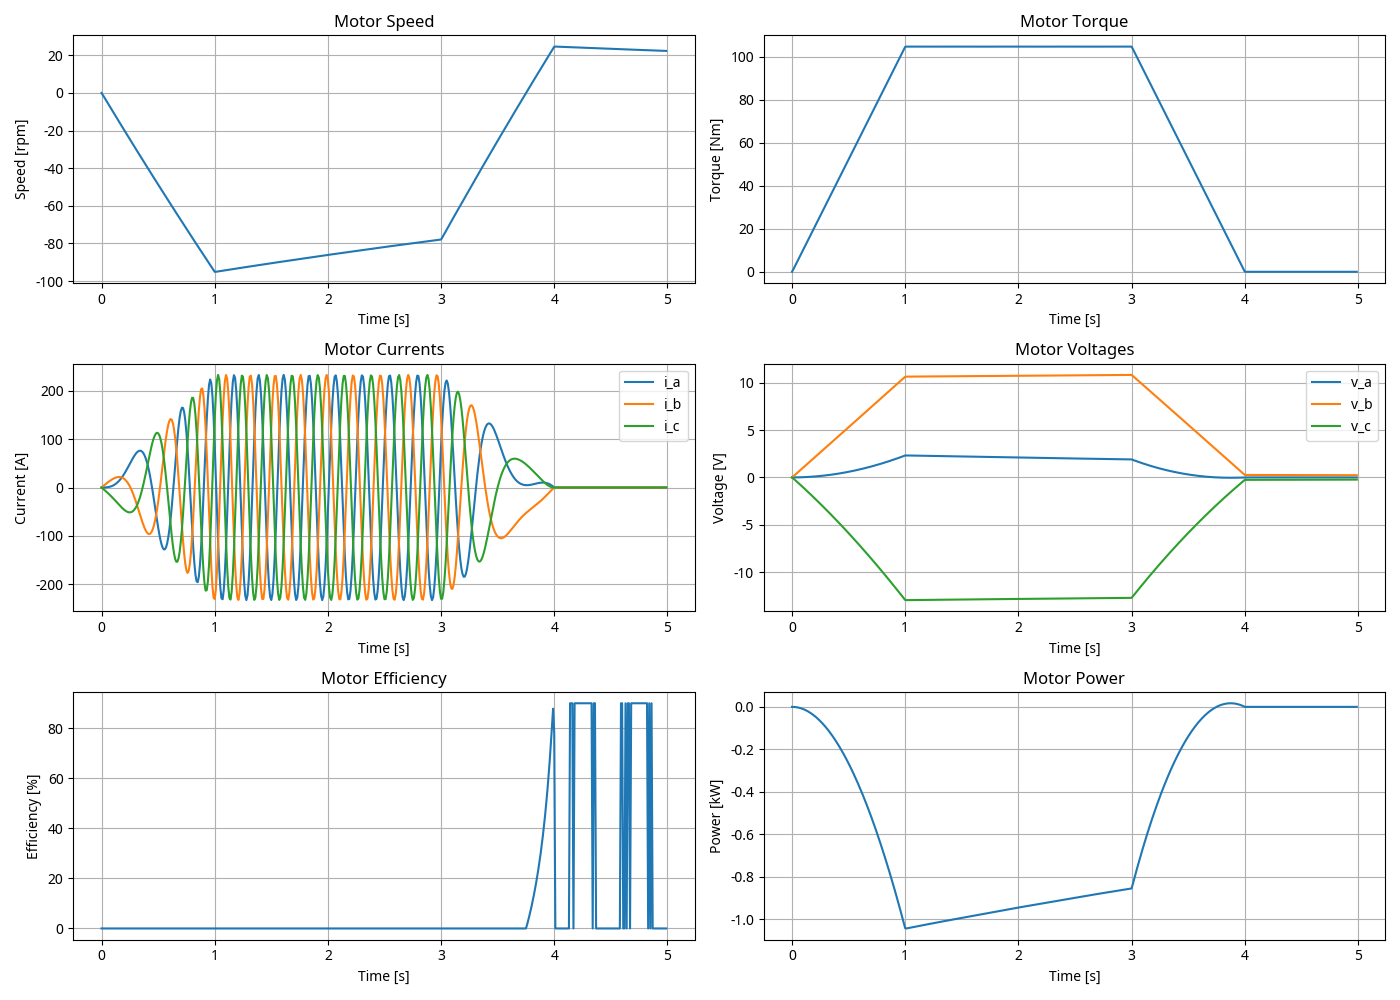 Motor Speed
Speed [rpm]
20
0
-20
-40
-60
-80
-100
0 1 2 3 4 5
Time [s]
Motor Torque
Torque [Nm]
100
80
60
40
20
0
0 1 2 3 4 5
Time [s]
Motor Currents
Current [A]
200
100
0
-100
-200
i_a
i_b
i_c
0 1 2 3 4 5
Time [s]
Motor Voltages
Voltage [V]
10
5
0
-5
-10
v_a
v_b
v_c
0 1 2 3 4 5
Time [s]
Motor Efficiency
Efficiency [%]
80
60
40
20
0
0 1 2 3 4 5
Time [s]
Motor Power
Power [kW]
0.0
-0.2
-0.4
-0.6
-0.8
-1.0
0 1 2 3 4 5
Time [s]